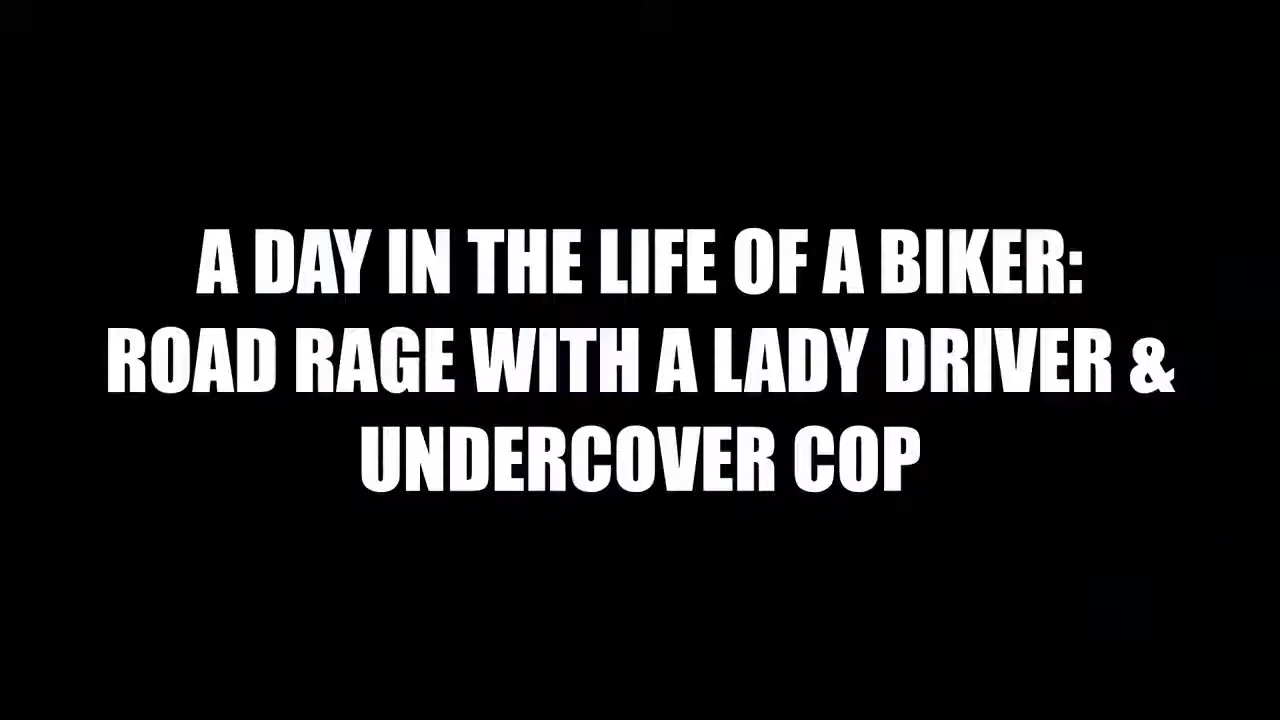 A DAY IN THE LIFE OF A BIKER:
ROAD RAGE WITH A LADY DRIVER &
UNDERCOVER COP